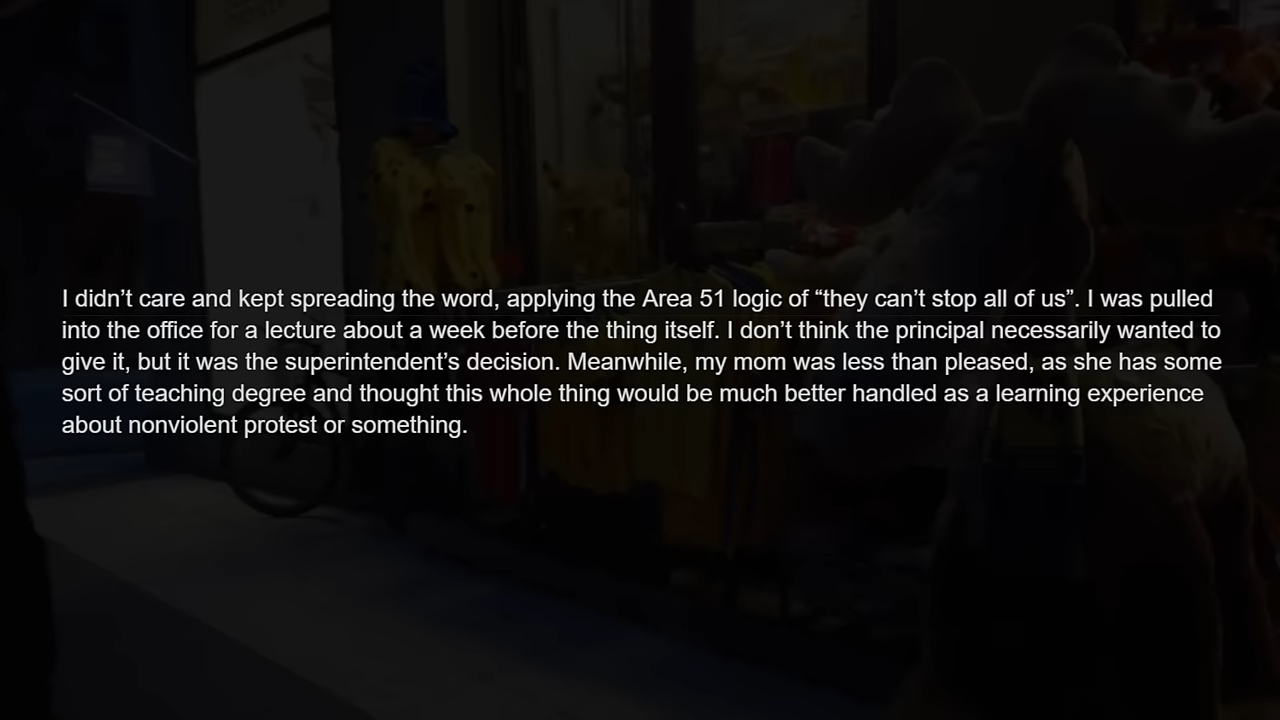 I didn’t care and kept spreading the word, applying the Area 51 logic of “they can’t stop all of us”. I was pulled
into the office for a lecture about a week before the thing itself. I don’t think the principal necessarily wanted to
give it, but it was the superintendent’s decision. Meanwhile, my mom was less than pleased, as she has some
sort of teaching degree and thought this whole thing would be much better handled as a learning experience
about nonviolent protest or something.